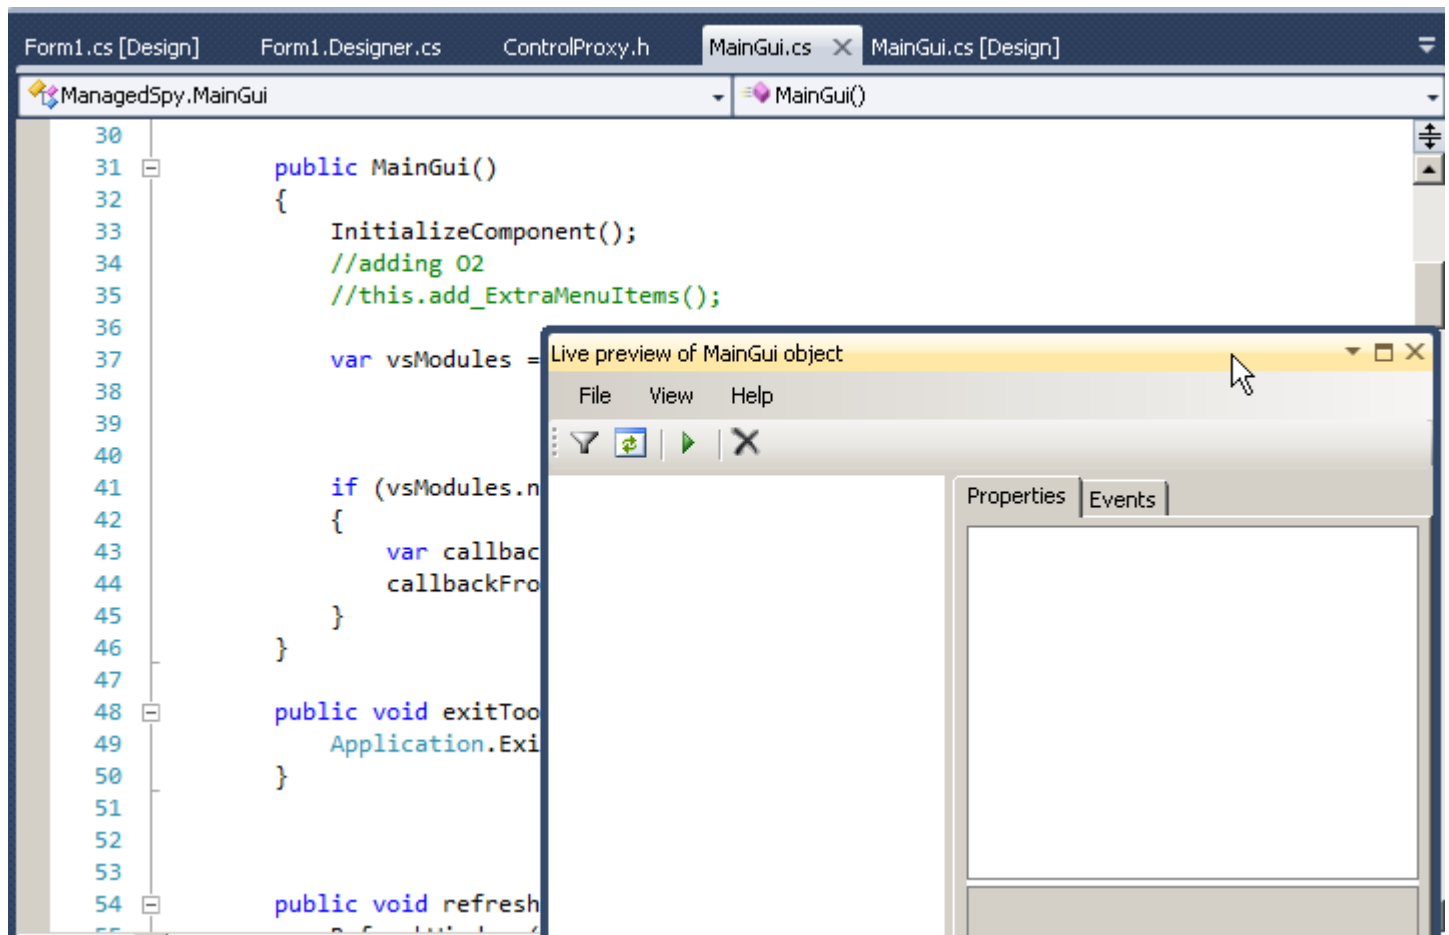 Form1.cs [Design] Form1.Designer.cs ControlProxy.h MainGui.cs MainGui.cs [Design]
ManagedSpy.MainGui MainGui()
30
31 public MainGui()
32 {
33 InitializeComponent();
34 //adding O2
35 //this.add_ExtraMenuItems();
36
37 var vsModules =
38
39
40
41 if (vsModules.n
42 {
43 var callbac
44 callbackFro
45 }
46 }
47
48 public void exitToo
49 Application.Exi
50 }
51
52
53
54 public void refresh
Live preview of MainGui object
File View Help
Properties Events